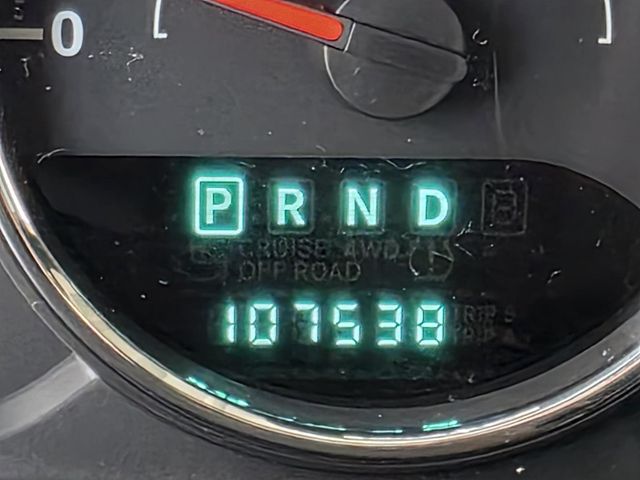 0
P R N D
CRUISE 4WD
OFF ROAD
107538